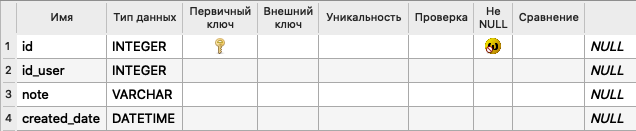 Имя Тип данных Первичный ключ Внешний ключ Уникальность Проверка Не NULL Сравнение
1 id INTEGER NULL
2 id_user INTEGER NULL
3 note VARCHAR NULL
4 created_date DATETIME NULL